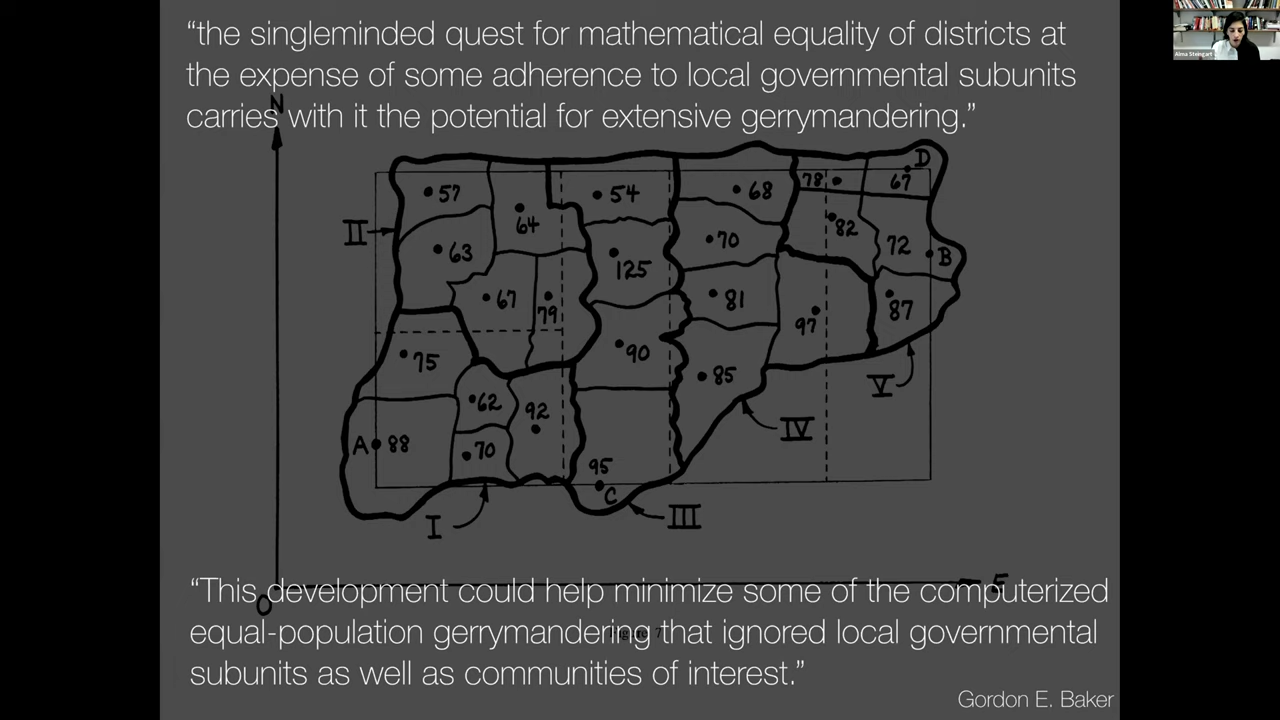 “the singleminded quest for mathematical equality of districts at
the expense of some adherence to local governmental subunits
carries with it the potential for extensive gerrymandering.”
Alma Steingart
N
D
57
64
54
68
78
67
II
63
125
70
82
72
B
67
79
81
97
87
75
90
85
V
62
92
IV
A 88
70
95
C
I
III
“This development could help minimize some of the computerized
O
E
equal-population gerrymandering that ignored local governmental
subunits as well as communities of interest.”
Gordon E. Baker